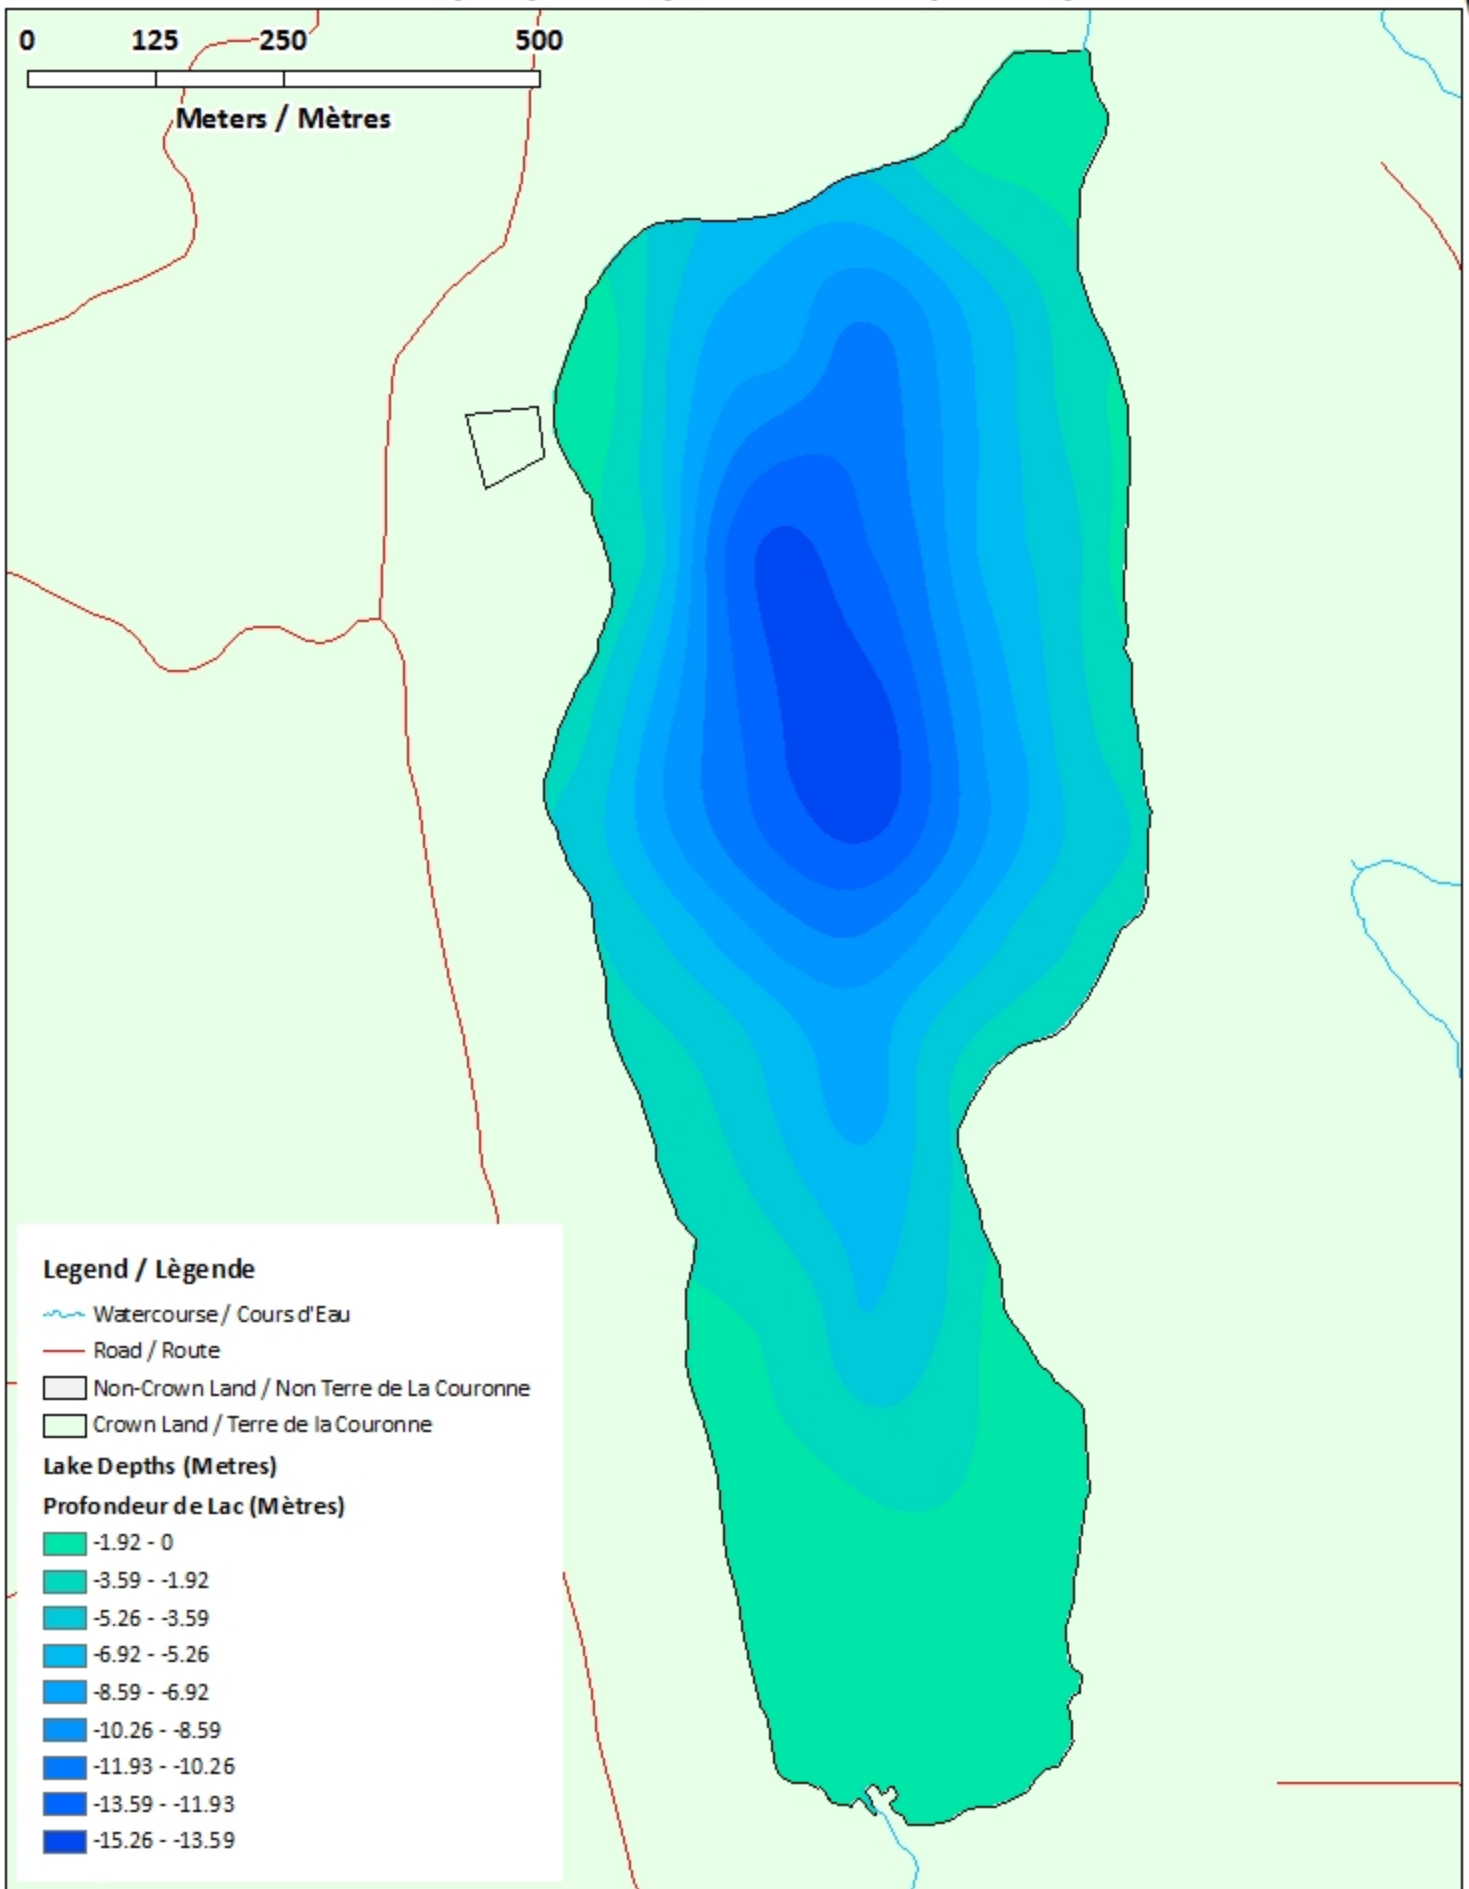 0 125 250 500
Meters / Mètres
Legend / Lègende
Watercourse / Cours d'Eau
Road / Route
Non-Crown Land / Non Terre de La Couronne
Crown Land / Terre de la Couronne
Lake Depths (Metres)
Profondeur de Lac (Mètres)
-1.92 - 0
-3.59 - -1.92
-5.26 - -3.59
-6.92 - -5.26
-8.59 - -6.92
-10.26 - -8.59
-11.93 - -10.26
-13.59 - -11.93
-15.26 - -13.59